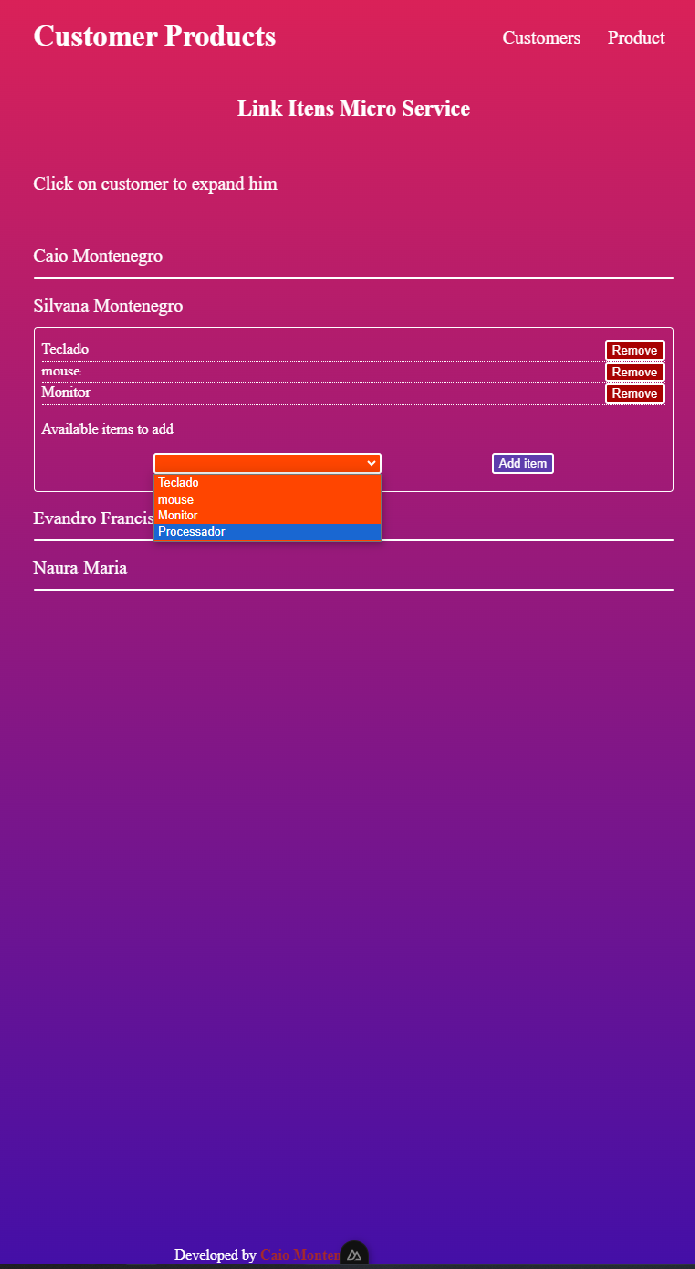 Customer Products Customers Product
Link Itens Micro Service
Click on customer to expand him
Caio Montenegro
Silvana Montenegro
Teclado Remove
mouse Remove
Monitor Remove
Available items to add
Add item
Teclado
mouse
Monitor
Processador
Evandro Francis
Naura Maria
Developed by Caio Monten